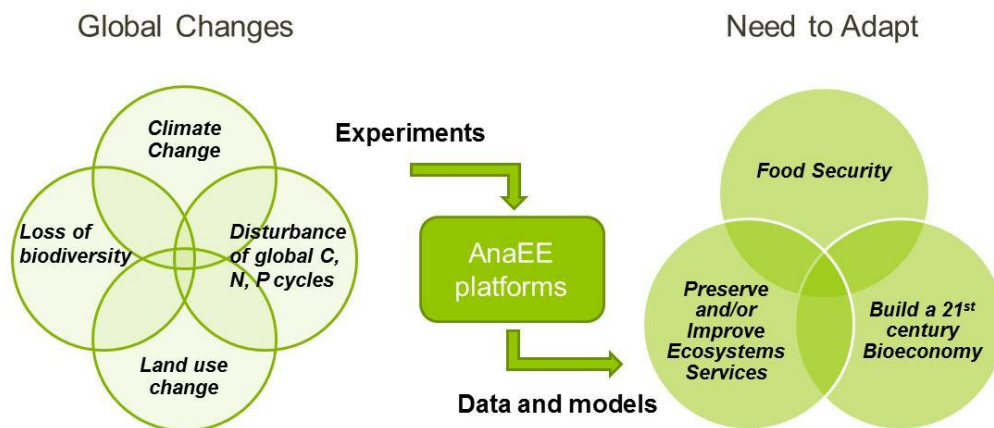 Global Changes
Need to Adapt
Climate
Change
Loss of
biodiversity
Disturbance
of global C,
N, P cycles
Land use
change
Experiments
AnaEE
platforms
Data and models
Food Security
Preserve
and/or
Improve
Ecosystems
Services
Build a 21st
century
Bioeconomy